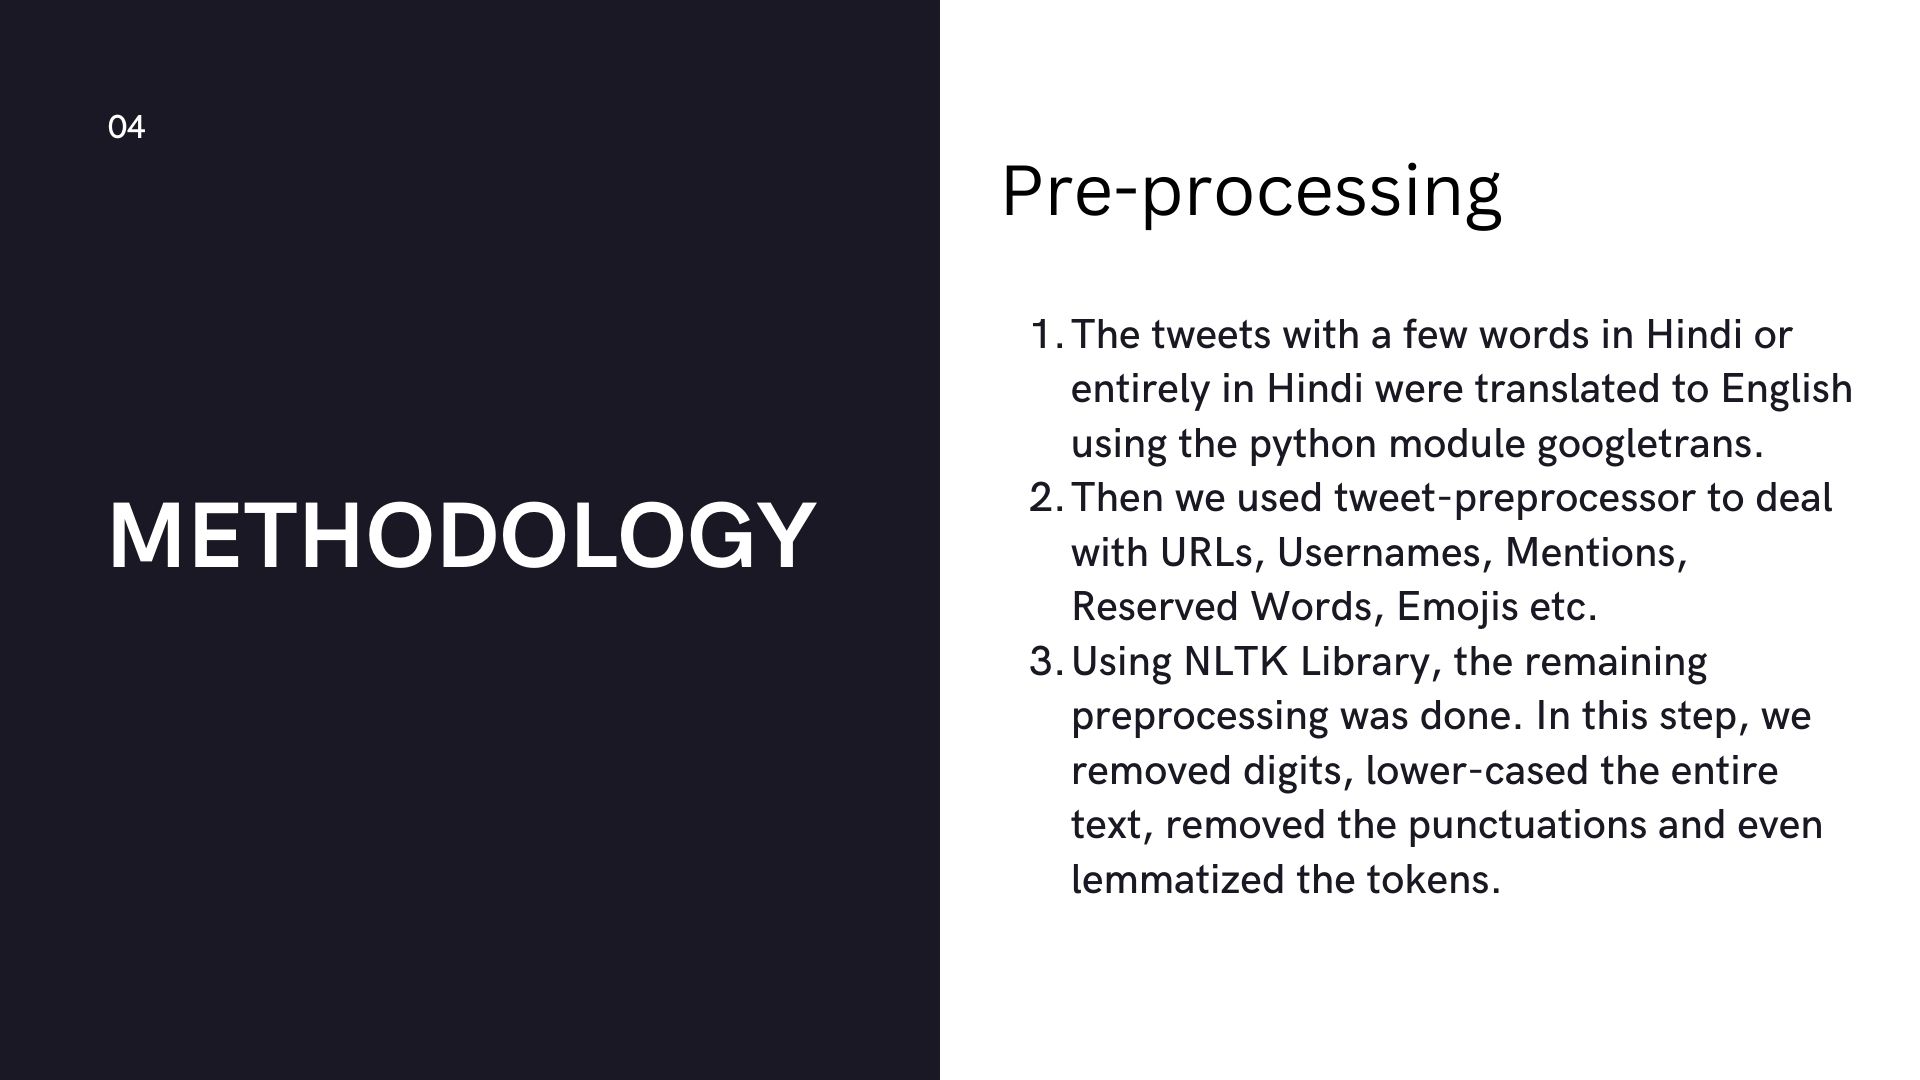 04
METHODOLOGY
Pre-processing
1. The tweets with a few words in Hindi or
entirely in Hindi were translated to English
using the python module googletrans.
2. Then we used tweet-preprocessor to deal
with URLs, Usernames, Mentions,
Reserved Words, Emojis etc.
3. Using NLTK Library, the remaining
preprocessing was done. In this step, we
removed digits, lower-cased the entire
text, removed the punctuations and even
lemmatized the tokens.